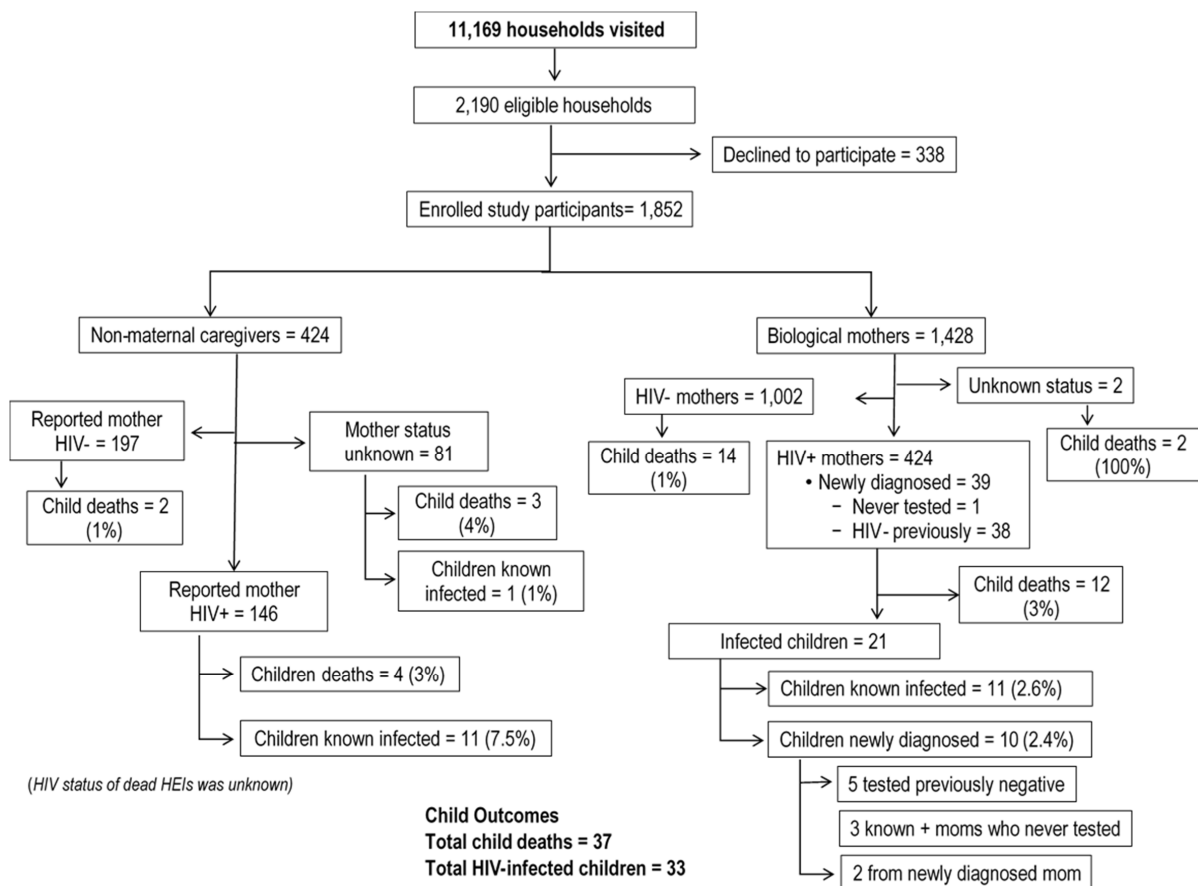 11,169 households visited
2,190 eligible households
Declined to participate = 338
Enrolled study participants= 1,852
Non-maternal caregivers = 424
Reported mother
HIV- = 197
Child deaths = 2
(1%)
Mother status
unknown = 81
Child deaths = 3
(4%)
Children known
infected = 1 (1%)
Reported mother
HIV+ = 146
Children deaths = 4 (3%)
Children known infected = 11 (7.5%)
(HIV status of dead HEIs was unknown)
Biological mothers = 1,428
HIV- mothers = 1,002
Child deaths = 14
(1%)
Unknown status = 2
Child deaths = 2
(100%)
HIV+ mothers = 424
• Newly diagnosed = 39
− Never tested = 1
− HIV- previously = 38
Child deaths = 12
(3%)
Infected children = 21
Children known infected = 11 (2.6%)
Children newly diagnosed = 10 (2.4%)
5 tested previously negative
3 known + moms who never tested
2 from newly diagnosed mom
Child Outcomes
Total child deaths = 37
Total HIV-infected children = 33